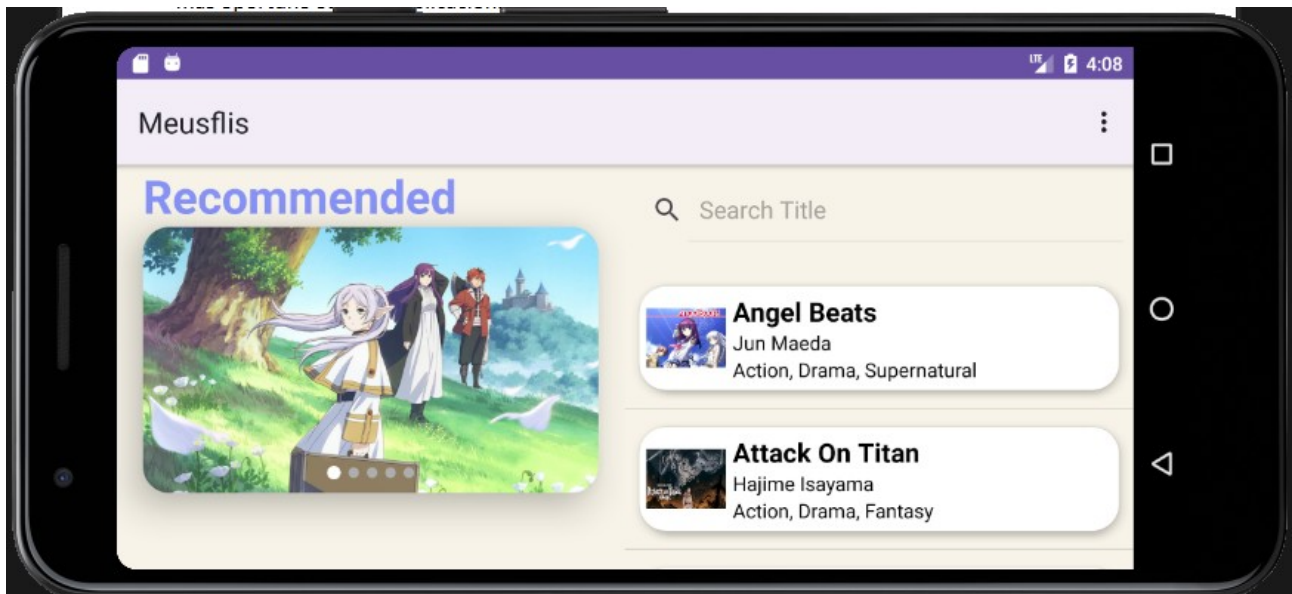 LTE 4:08
Meusflis
Recommended
Search Title
Angel Beats
Jun Maeda
Action, Drama, Supernatural
Attack On Titan
Hajime Isayama
Action, Drama, Fantasy